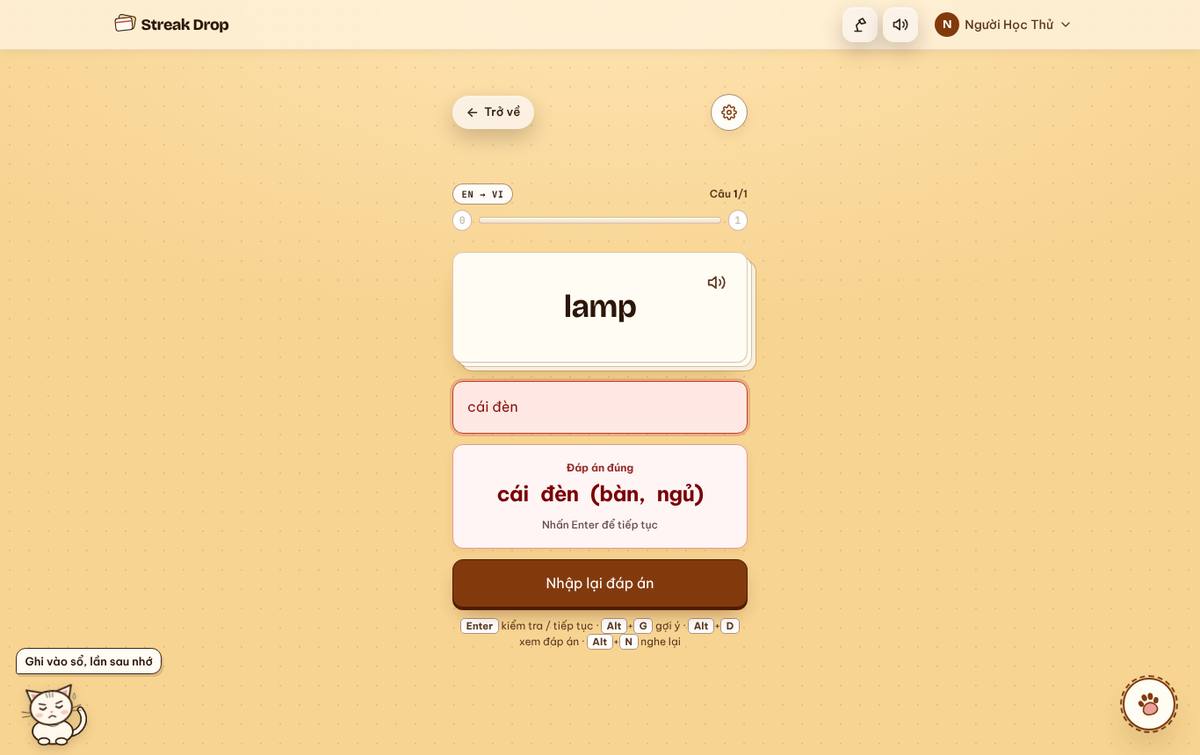 Streak Drop
N Người Học Thử
← Trở về
EN → VI Câu 1/1
0 1
lamp
cái đèn
Đáp án đúng
cái đèn (bàn, ngủ)
Nhấn Enter để tiếp tục
Nhập lại đáp án
Enter kiểm tra / tiếp tục · Alt+G gợi ý · Alt+D
xem đáp án · Alt+N nghe lại
Ghi vào sổ, lần sau nhớ